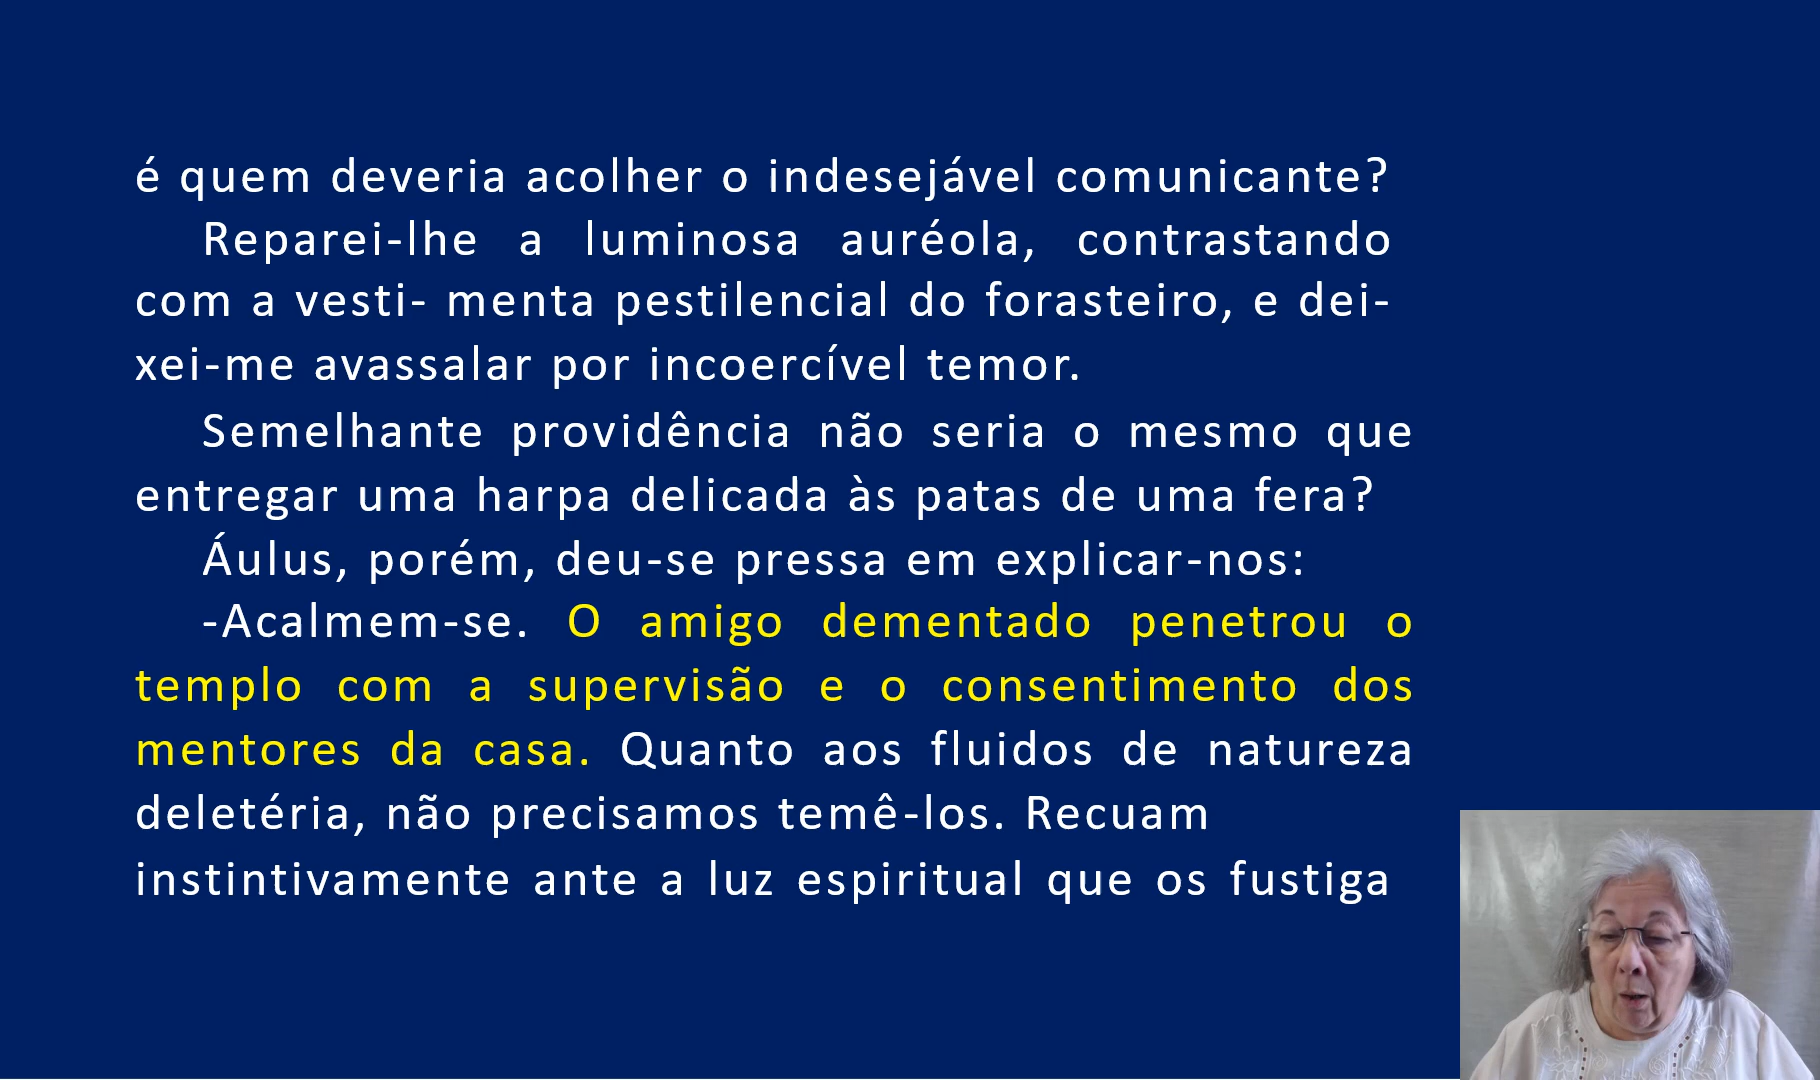 é quem deveria acolher o indesejável comunicante?
Reparei-lhe a luminosa auréola, contrastando
com a vesti- menta pestilencial do forasteiro, e dei-
xei-me avassalar por incoercível temor.
Semelhante providência não seria o mesmo que
entregar uma harpa delicada às patas de uma fera?
Áulus, porém, deu-se pressa em explicar-nos:
-Acalmem-se. O amigo dementado penetrou o
templo com a supervisão e o consentimento dos
mentores da casa. Quanto aos fluidos de natureza
deletéria, não precisamos temê-los. Recuam
instintivamente ante a luz espiritual que os fustiga